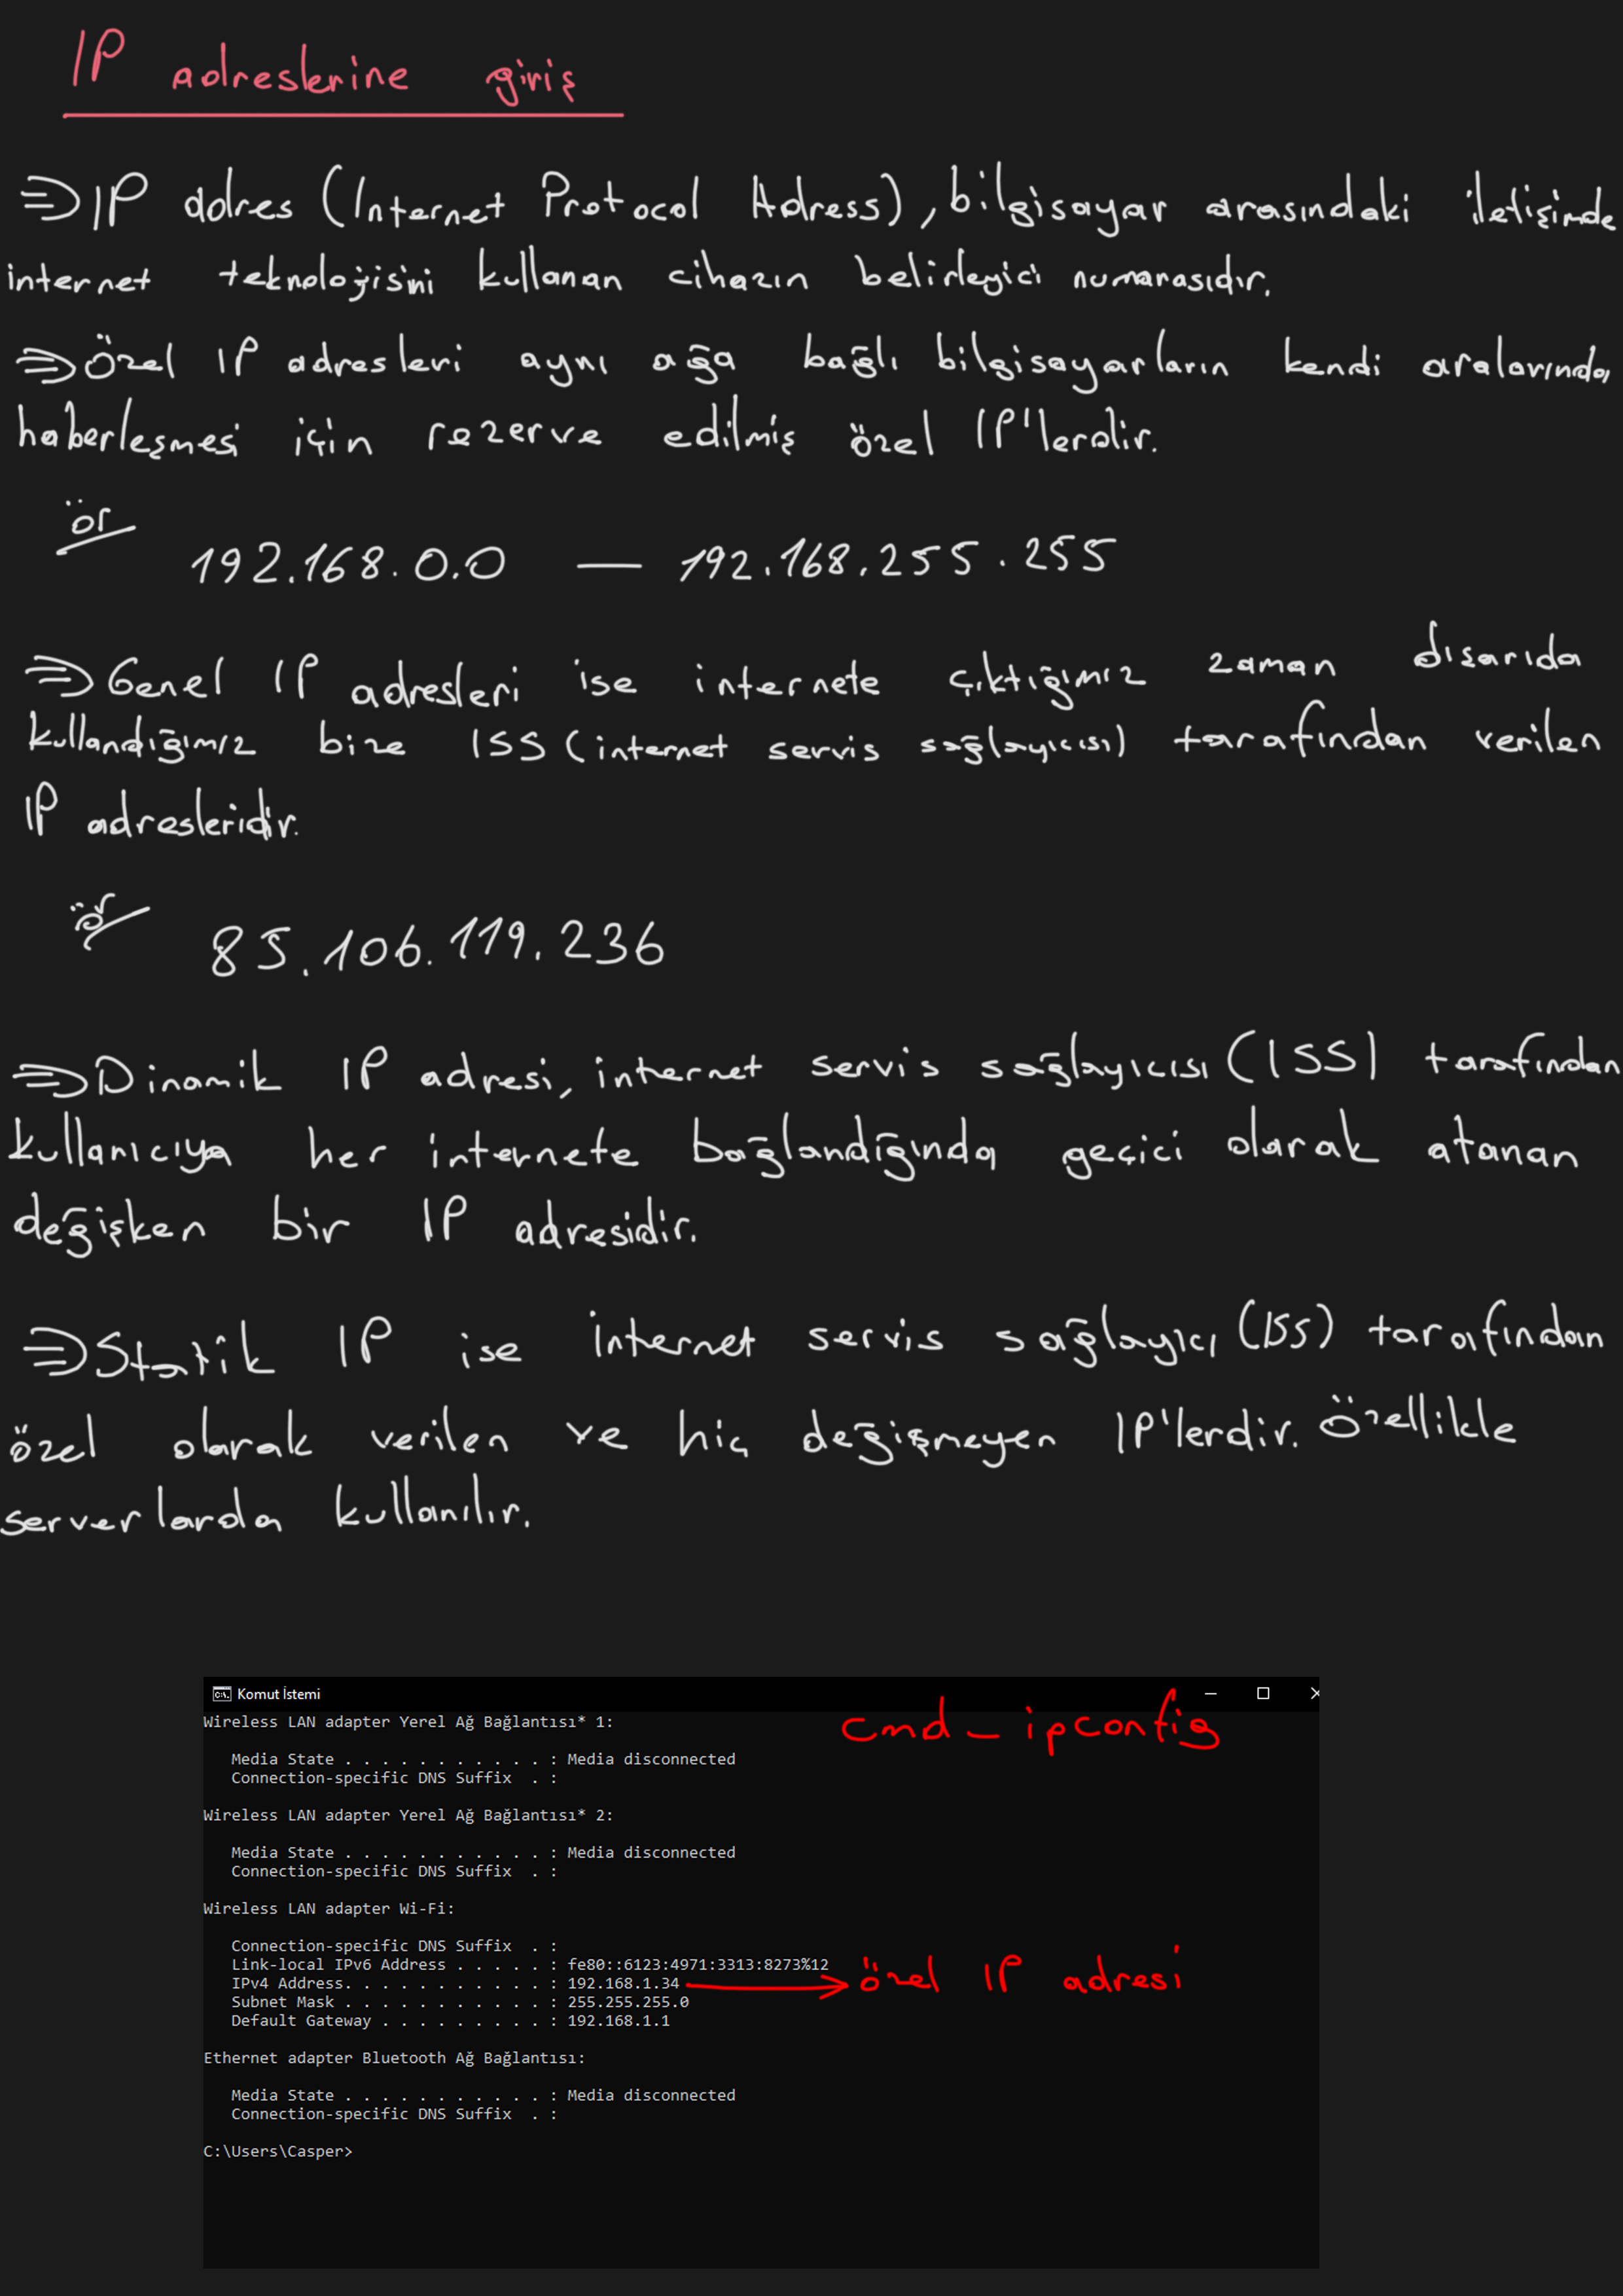 IP adreslerine giriş
⇒ IP adres (Internet Protocol Adress), bilgisayar arasındaki iletişimde
internet teknolojisini kullanan cihazın belirleyici numarasıdır.
⇒ Özel IP adresleri aynı ağa bağlı bilgisayarların kendi aralarında
haberleşmesi için rezerve edilmiş özel IP'lerdir.
ör
192.168.0.0 — 192.168.255.255
⇒ Genel IP adresleri ise internete çıktığımız zaman dışarıda
kullandığımız bize ISS (internet servis sağlayıcısı) tarafından verilen
IP adresleridir.
ör
85.106.119.236
⇒ Dinamik IP adresi, internet servis sağlayıcısı (ISS) tarafından
kullanıcıya her internete bağlandığında geçici olarak atanan
değişken bir IP adresidir.
⇒ Statik IP ise internet servis sağlayıcı (ISS) tarafından
özel olarak verilen ve hiç değişmeyen IP'lerdir. Özellikle
serverlarda kullanılır.
Komut İstemi
cmd - ipconfig
Wireless LAN adapter Yerel Ağ Bağlantısı* 1:
Media State . . . . . . . . . . . : Media disconnected
Connection-specific DNS Suffix  . :
Wireless LAN adapter Yerel Ağ Bağlantısı* 2:
Media State . . . . . . . . . . . : Media disconnected
Connection-specific DNS Suffix  . :
Wireless LAN adapter Wi-Fi:
Connection-specific DNS Suffix  . :
Link-local IPv6 Address . . . . . : fe80::6123:4971:3313:8273%12
IPv4 Address. . . . . . . . . . . : 192.168.1.34 → özel IP adresi
Subnet Mask . . . . . . . . . . . : 255.255.255.0
Default Gateway . . . . . . . . . : 192.168.1.1
Ethernet adapter Bluetooth Ağ Bağlantısı:
Media State . . . . . . . . . . . : Media disconnected
Connection-specific DNS Suffix  . :
C:\Users\Casper>